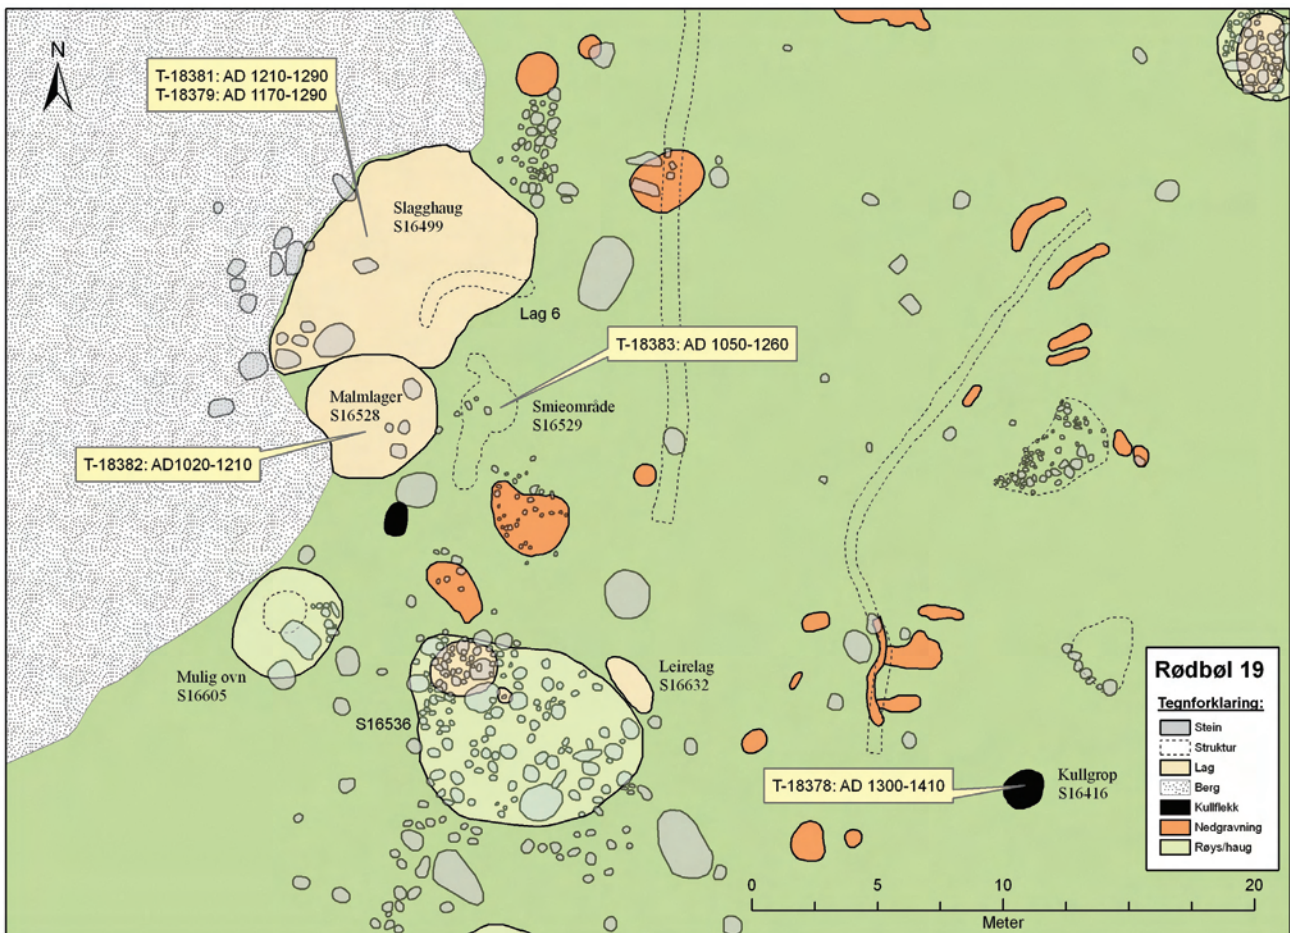 N
T-18381: AD 1210-1290
T-18379: AD 1170-1290
Slagghaug
S16499
Lag 6
T-18383: AD 1050-1260
Malmlager
S16528
Smieområde
S16529
T-18382: AD1020-1210
Mulig ovn
S16605
S16536
Leirelag
S16632
T-18378: AD 1300-1410
Kullgrop
S16416
Rødbøl 19
Tegnforklaring:
Stein
Struktur
Lag
Berg
Kullflekk
Nedgravning
Røys/haug
0 5 10 20
Meter